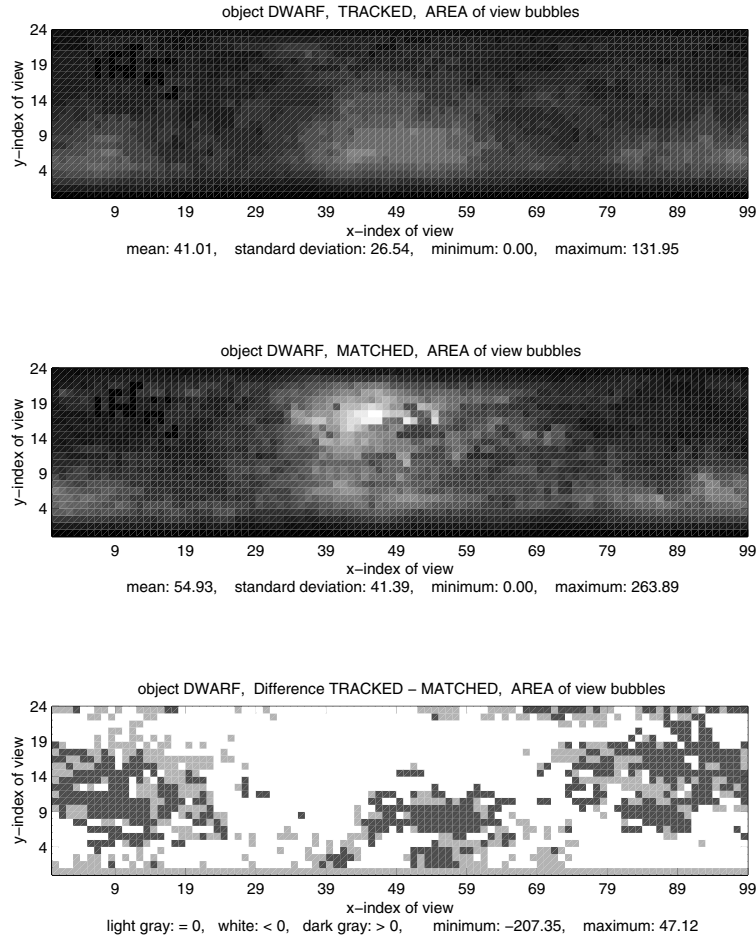 object DWARF,  TRACKED,  AREA of view bubbles
24
19
14
9
4
y−index of view
9 19 29 39 49 59 69 79 89 99
x−index of view
mean: 41.01,    standard deviation: 26.54,    minimum: 0.00,    maximum: 131.95
object DWARF,  MATCHED,  AREA of view bubbles
24
19
14
9
4
y−index of view
9 19 29 39 49 59 69 79 89 99
x−index of view
mean: 54.93,    standard deviation: 41.39,    minimum: 0.00,    maximum: 263.89
object DWARF,  Difference TRACKED − MATCHED,  AREA of view bubbles
24
19
14
9
4
y−index of view
9 19 29 39 49 59 69 79 89 99
x−index of view
light gray: = 0,   white: < 0,   dark gray: > 0,       minimum: −207.35,     maximum: 47.12